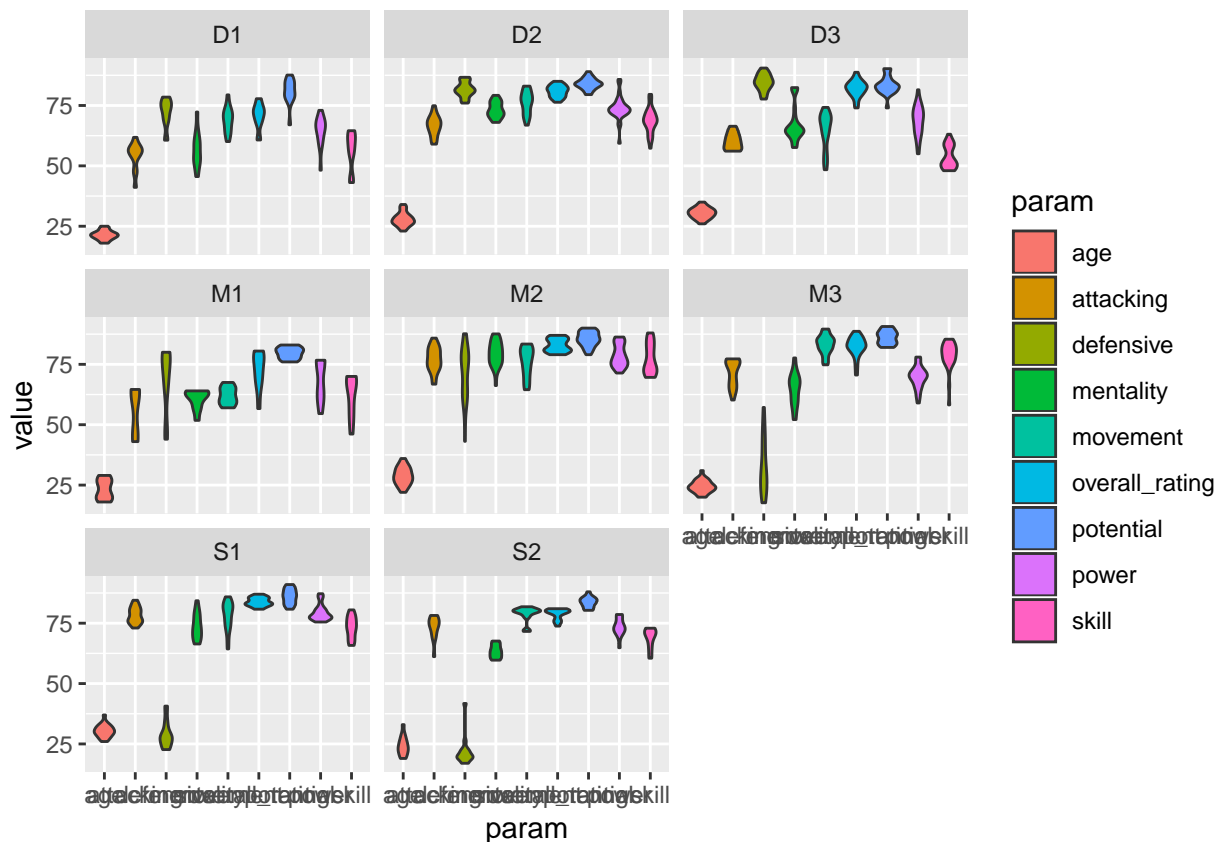 D1
D2
D3
75
50
25
M1
M2
M3
75
50
25
S1
S2
75
50
25
value
param
param
age
attacking
defensive
mentality
movement
overall_rating
potential
power
skill